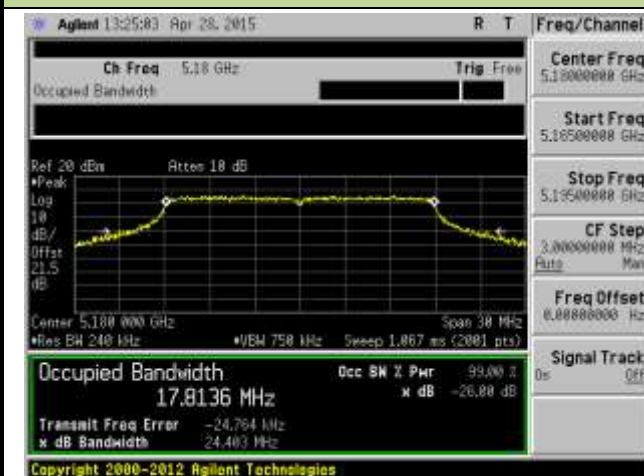 Agilent 13:25:03 Apr 28, 2015 R T
Freq/Channel
Ch Freq 5.18 GHz Trig Free
Occupied Bandwidth
Center Freq
5.18000000 GHz
Start Freq
5.16500000 GHz
Stop Freq
5.19500000 GHz
CF Step
3.00000000 MHz
Auto Man
Freq Offset
0.00000000 Hz
Signal Track
On Off
Ref 20 dBm Atten 10 dB
•Peak
Log
10
dB/
Offst
21.5
dB
Center 5.180 000 GHz Span 30 MHz
•Res BW 240 kHz •VBW 750 kHz Sweep 1.067 ms (2001 pts)
Occupied Bandwidth Occ BW % Pwr 99.00 %
17.8136 MHz x dB -26.00 dB
Transmit Freq Error -24.764 kHz
x dB Bandwidth 24.403 MHz
Copyright 2000-2012 Agilent Technologies